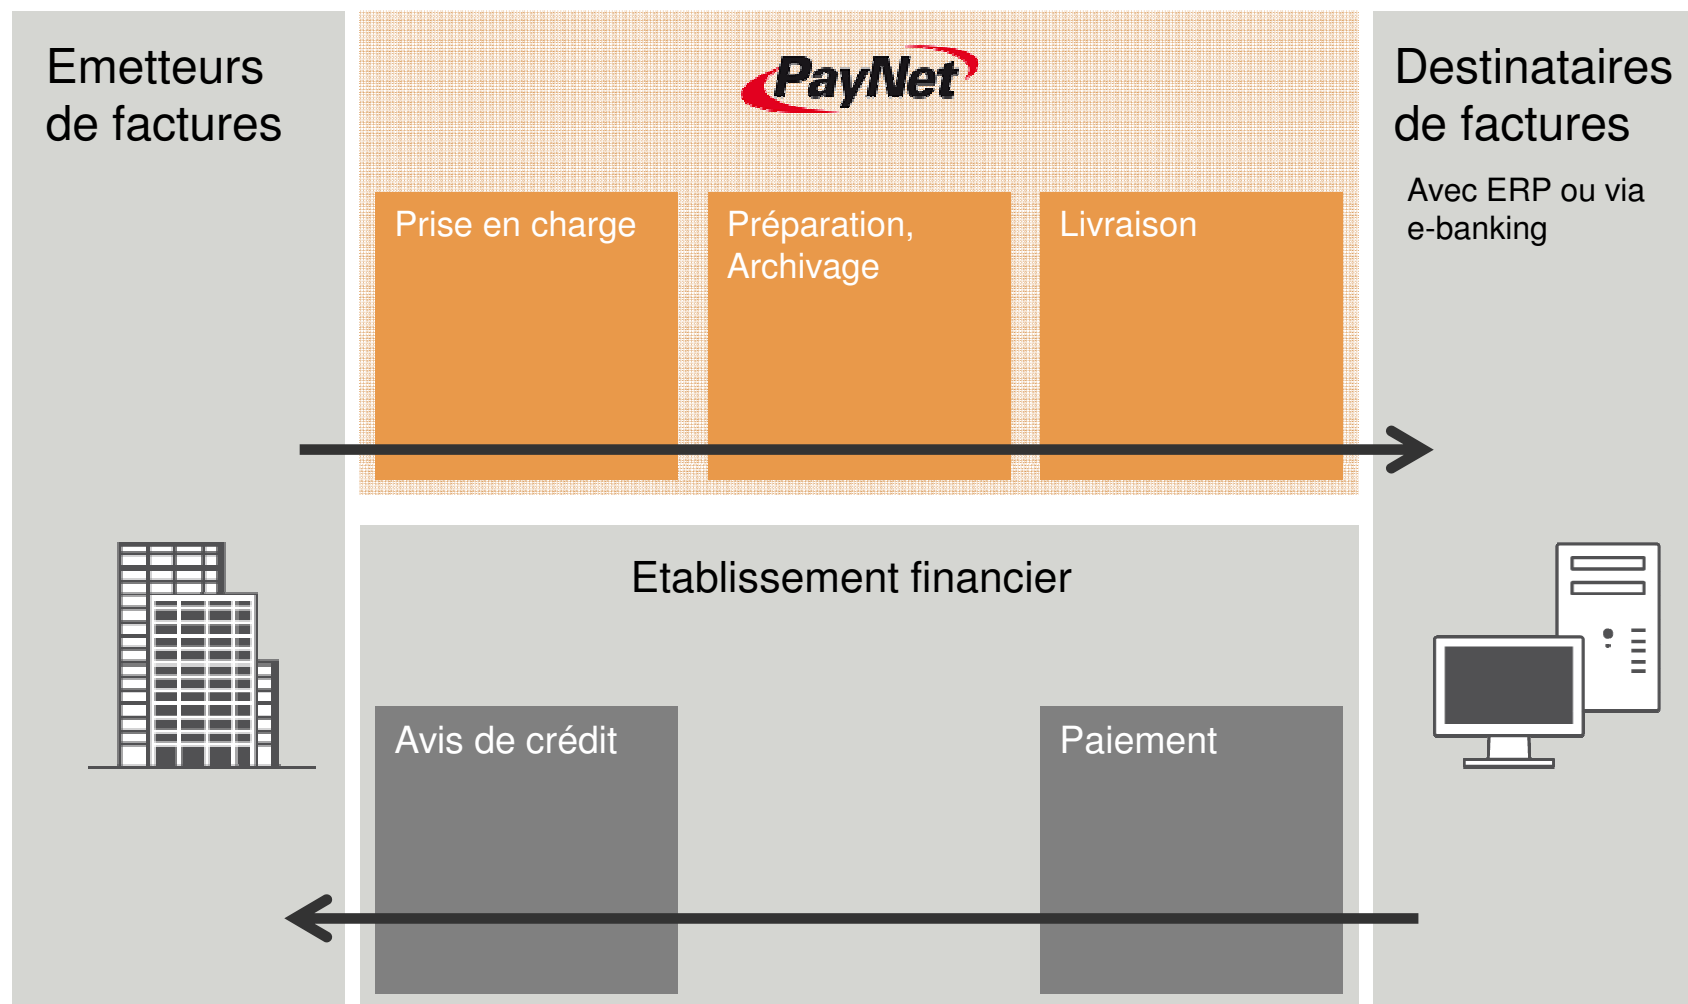 Emetteurs
de factures
PayNet
Destinataires
de factures
Avec ERP ou via
e-banking
Prise en charge
Préparation,
Archivage
Livraison
Etablissement financier
Avis de crédit
Paiement